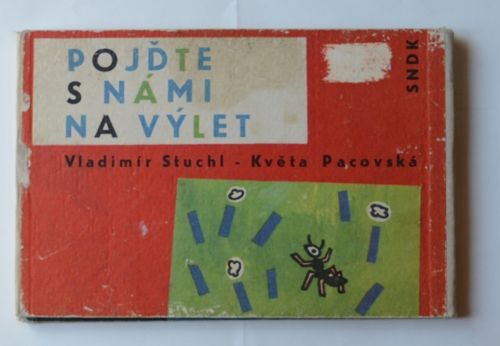 POJĎTE
S NÁMI
NA VÝLET
SNDK
Vladimír Stuchl - Květa Pacovská